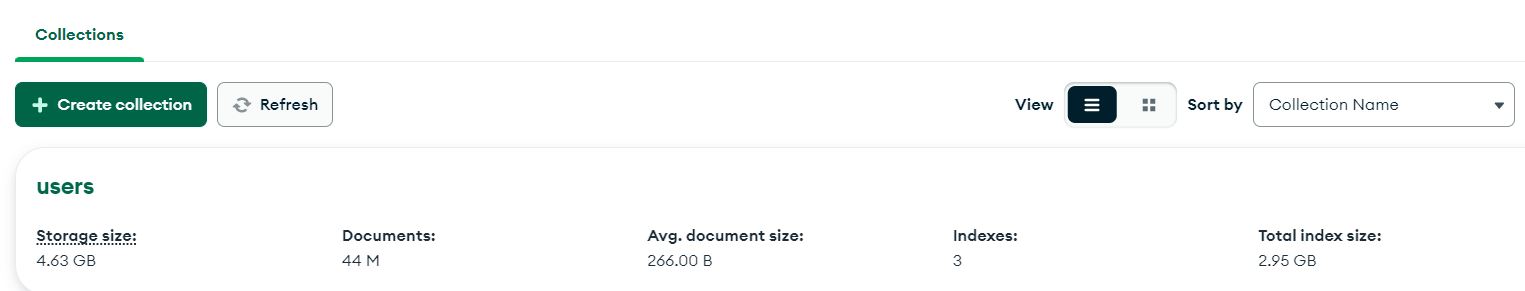 Collections
Create collection Refresh View Sort by Collection Name
users
Storage size: Documents: Avg. document size: Indexes: Total index size:
4.63 GB 44 M 266.00 B 3 2.95 GB